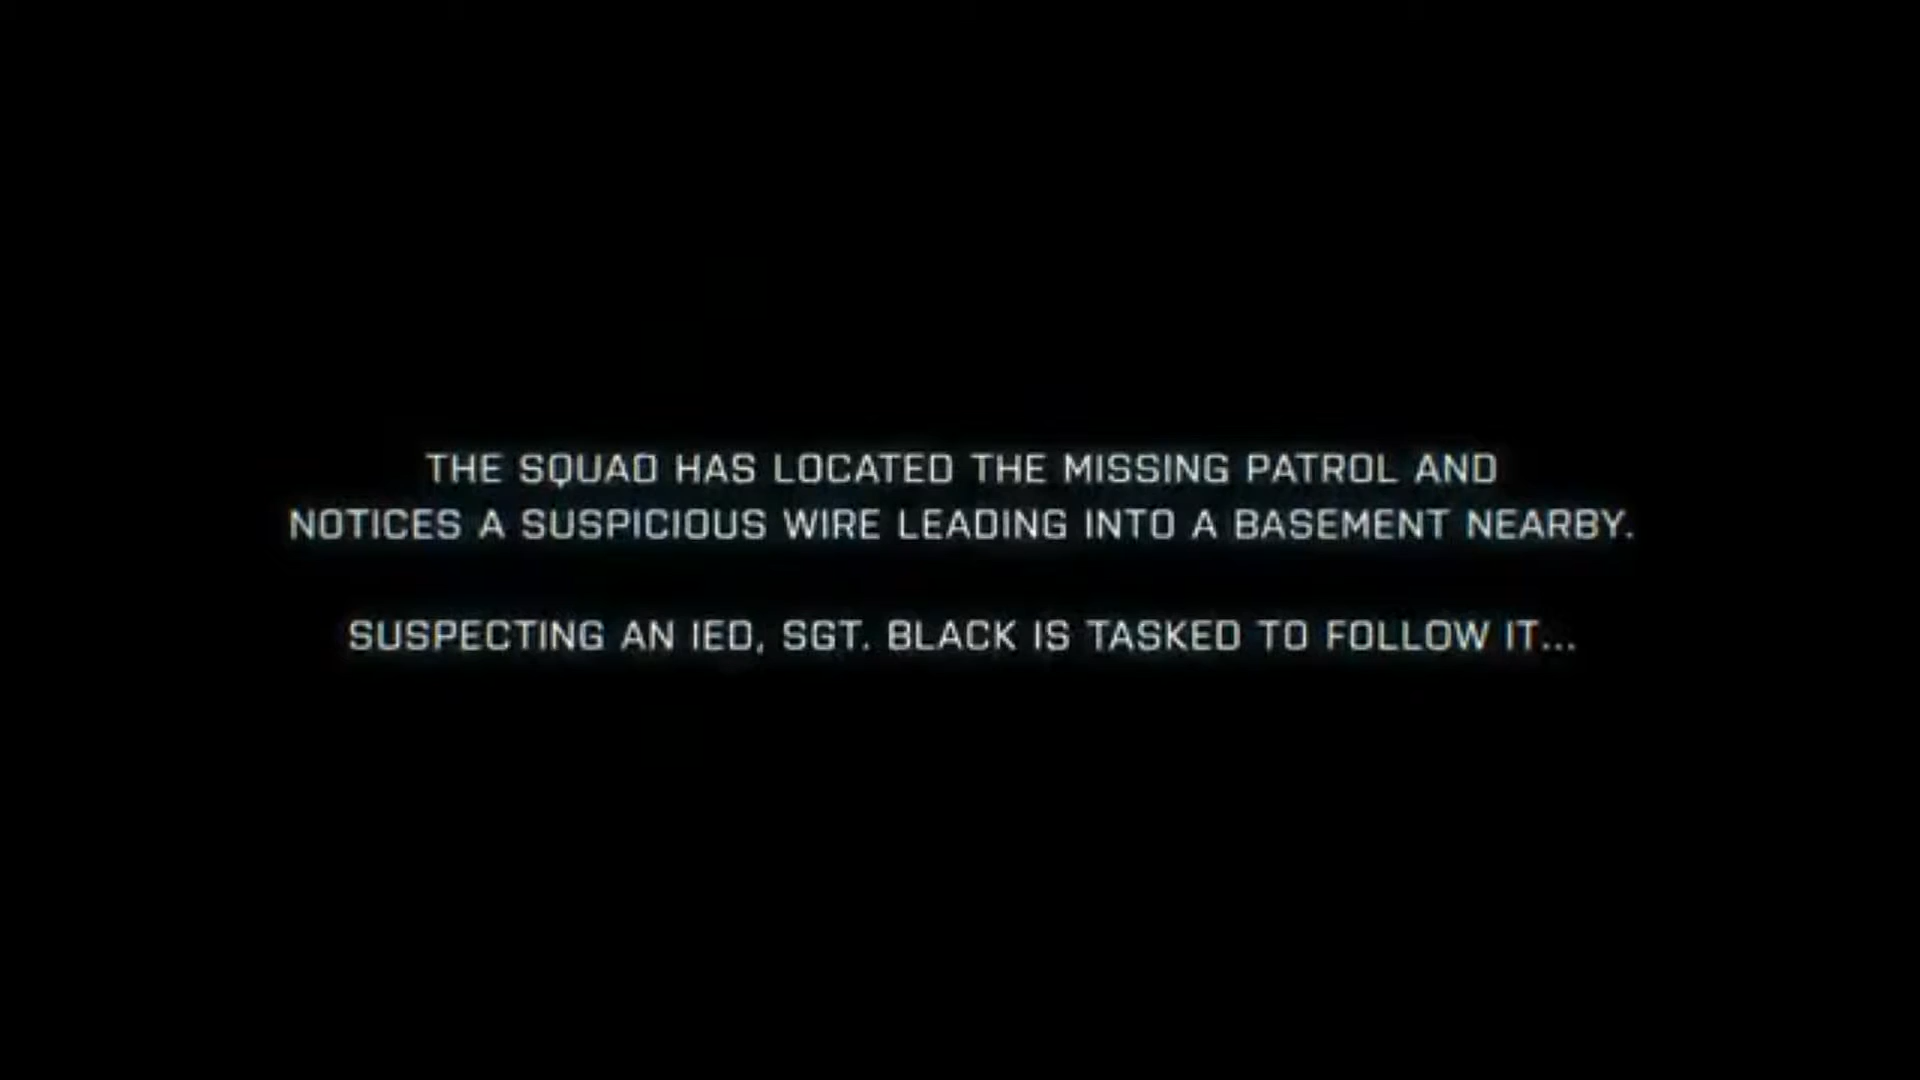 THE SQUAD HAS LOCATED THE MISSING PATROL AND
NOTICES A SUSPICIOUS WIRE LEADING INTO A BASEMENT NEARBY.
SUSPECTING AN IED, SGT. BLACK IS TASKED TO FOLLOW IT...